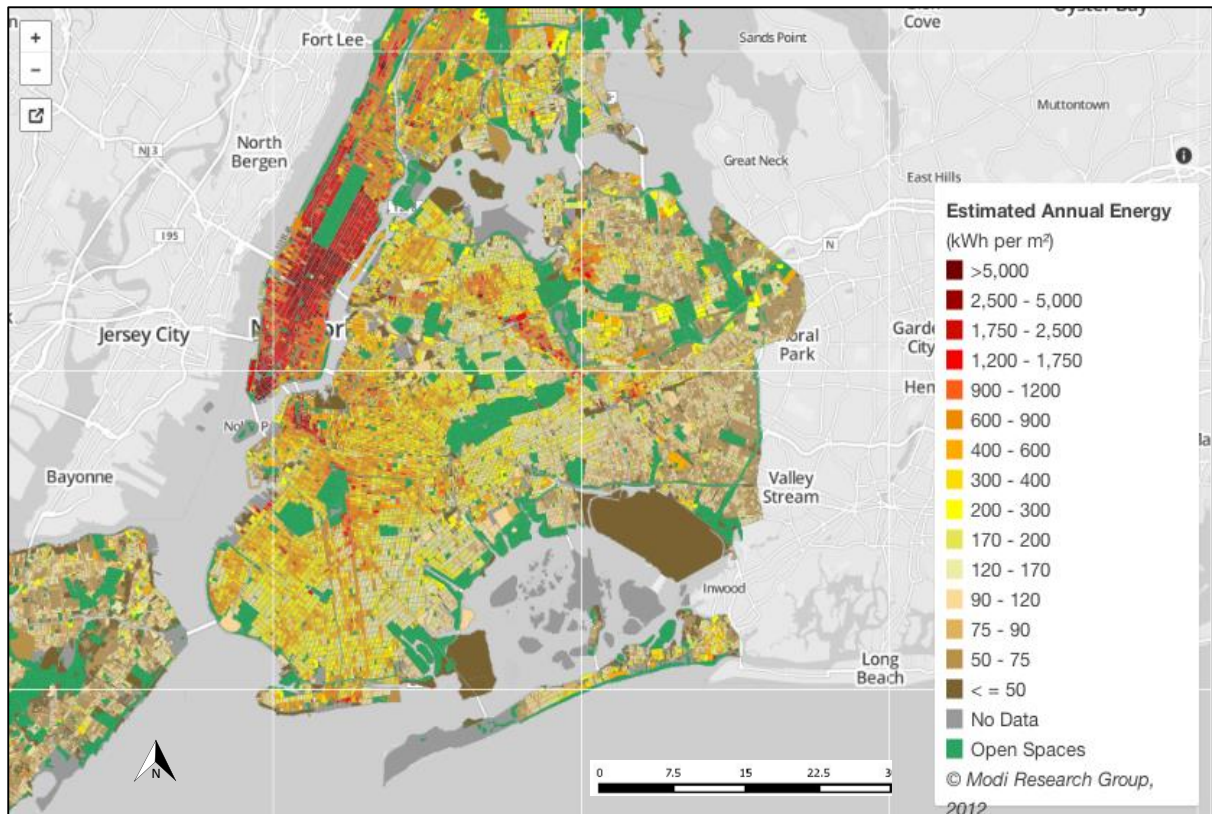 Cove
Oyster Bay
+
Fort Lee
Sands Point
−
Muttontown
North
Bergen
NJ 3
Great Neck
i
East Hills
Estimated Annual Energy
(kWh per m²)
N
I 95
>5,000
2,500 - 5,000
Jersey City
1,750 - 2,500
oral
Park
Garde
City
1,200 - 1,750
Hen
900 - 1200
600 - 900
400 - 600
Bayonne
Valley
Stream
300 - 400
200 - 300
170 - 200
120 - 170
Inwood
90 - 120
75 - 90
50 - 75
Long
Beach
< = 50
No Data
Open Spaces
N
0 7.5 15 22.5 3
© Modi Research Group,
2012